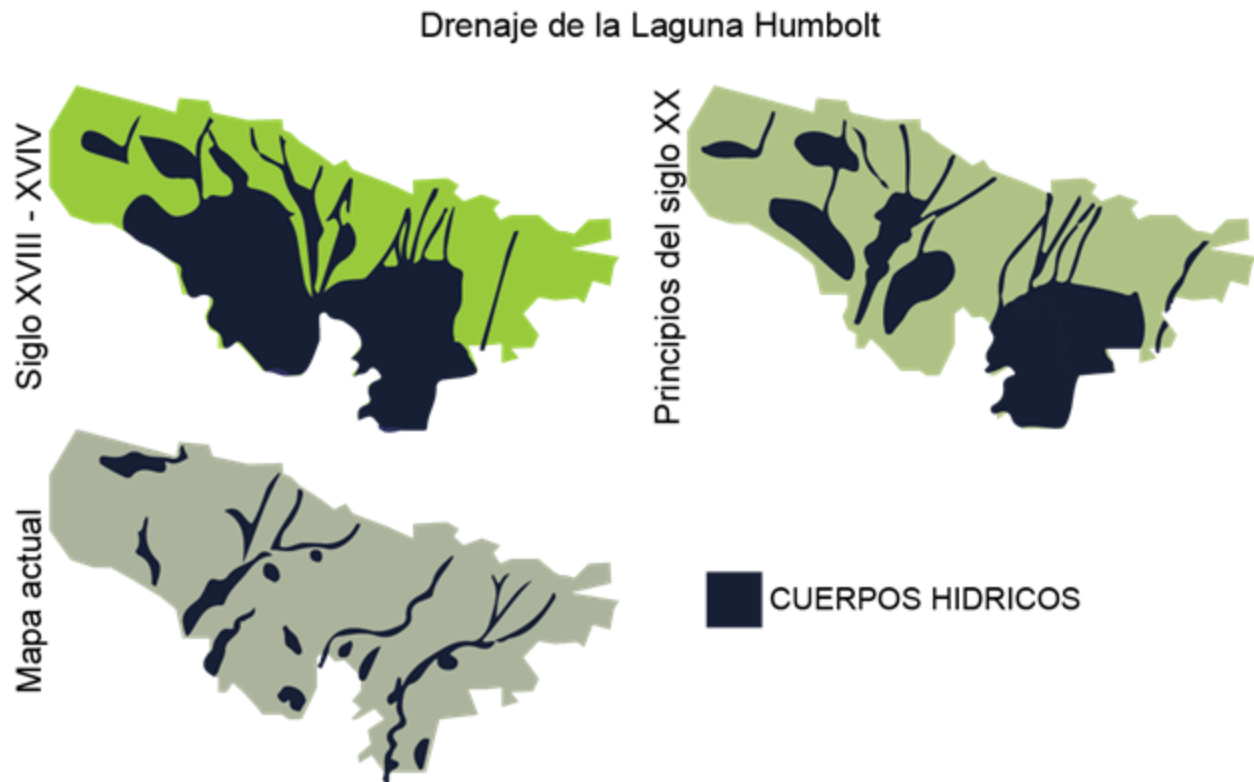 Drenaje de la Laguna Humbolt
Siglo XVIII - XVIV
Principios del siglo XX
Mapa actual
CUERPOS HIDRICOS